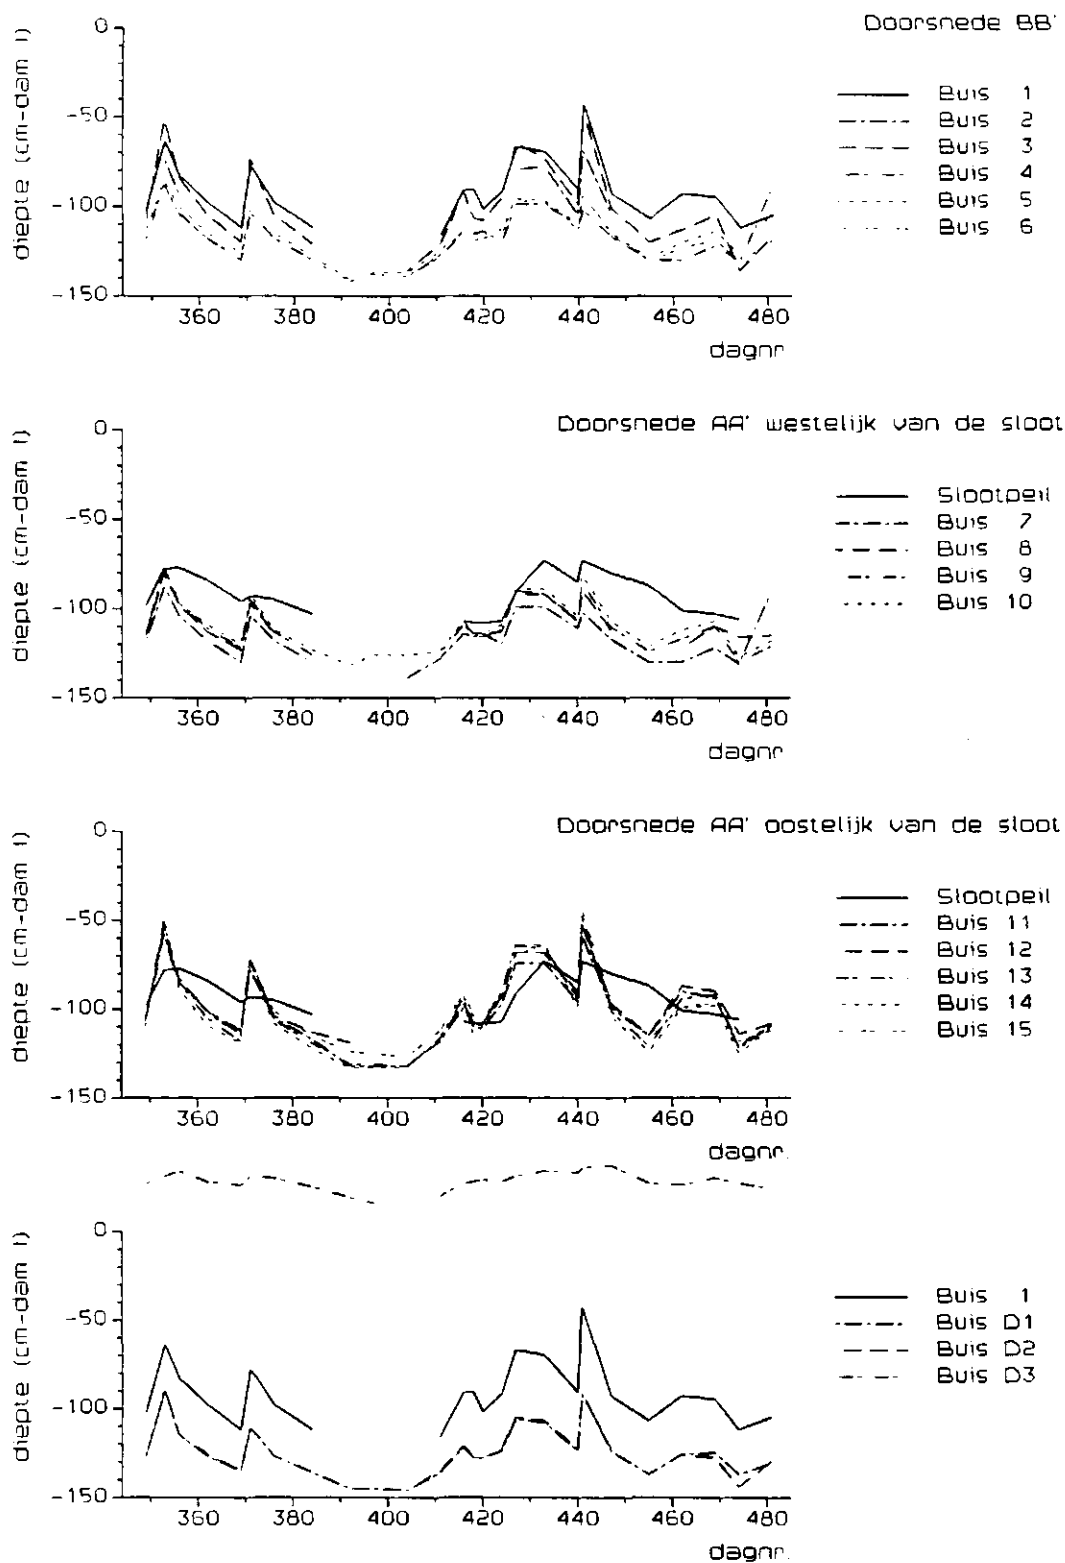 Doorsnede BB'
diepte (cm-dam 1)
0
-50
-100
-150
360 380 400 420 440 460 480
dagnr.
Buis 1
Buis 2
Buis 3
Buis 4
Buis 5
Buis 6
Doorsnede AA' westelijk van de sloot
diepte (cm-dam 1)
0
-50
-100
-150
360 380 400 420 440 460 480
dagnr.
Slootpeil
Buis 7
Buis 8
Buis 9
Buis 10
Doorsnede AA' oostelijk van de sloot
diepte (cm-dam 1)
0
-50
-100
-150
360 380 400 420 440 460 480
dagnr.
Slootpeil
Buis 11
Buis 12
Buis 13
Buis 14
Buis 15
diepte (cm-dam 1)
0
-50
-100
-150
360 380 400 420 440 460 480
dagnr.
Buis 1
Buis D1
Buis D2
Buis D3